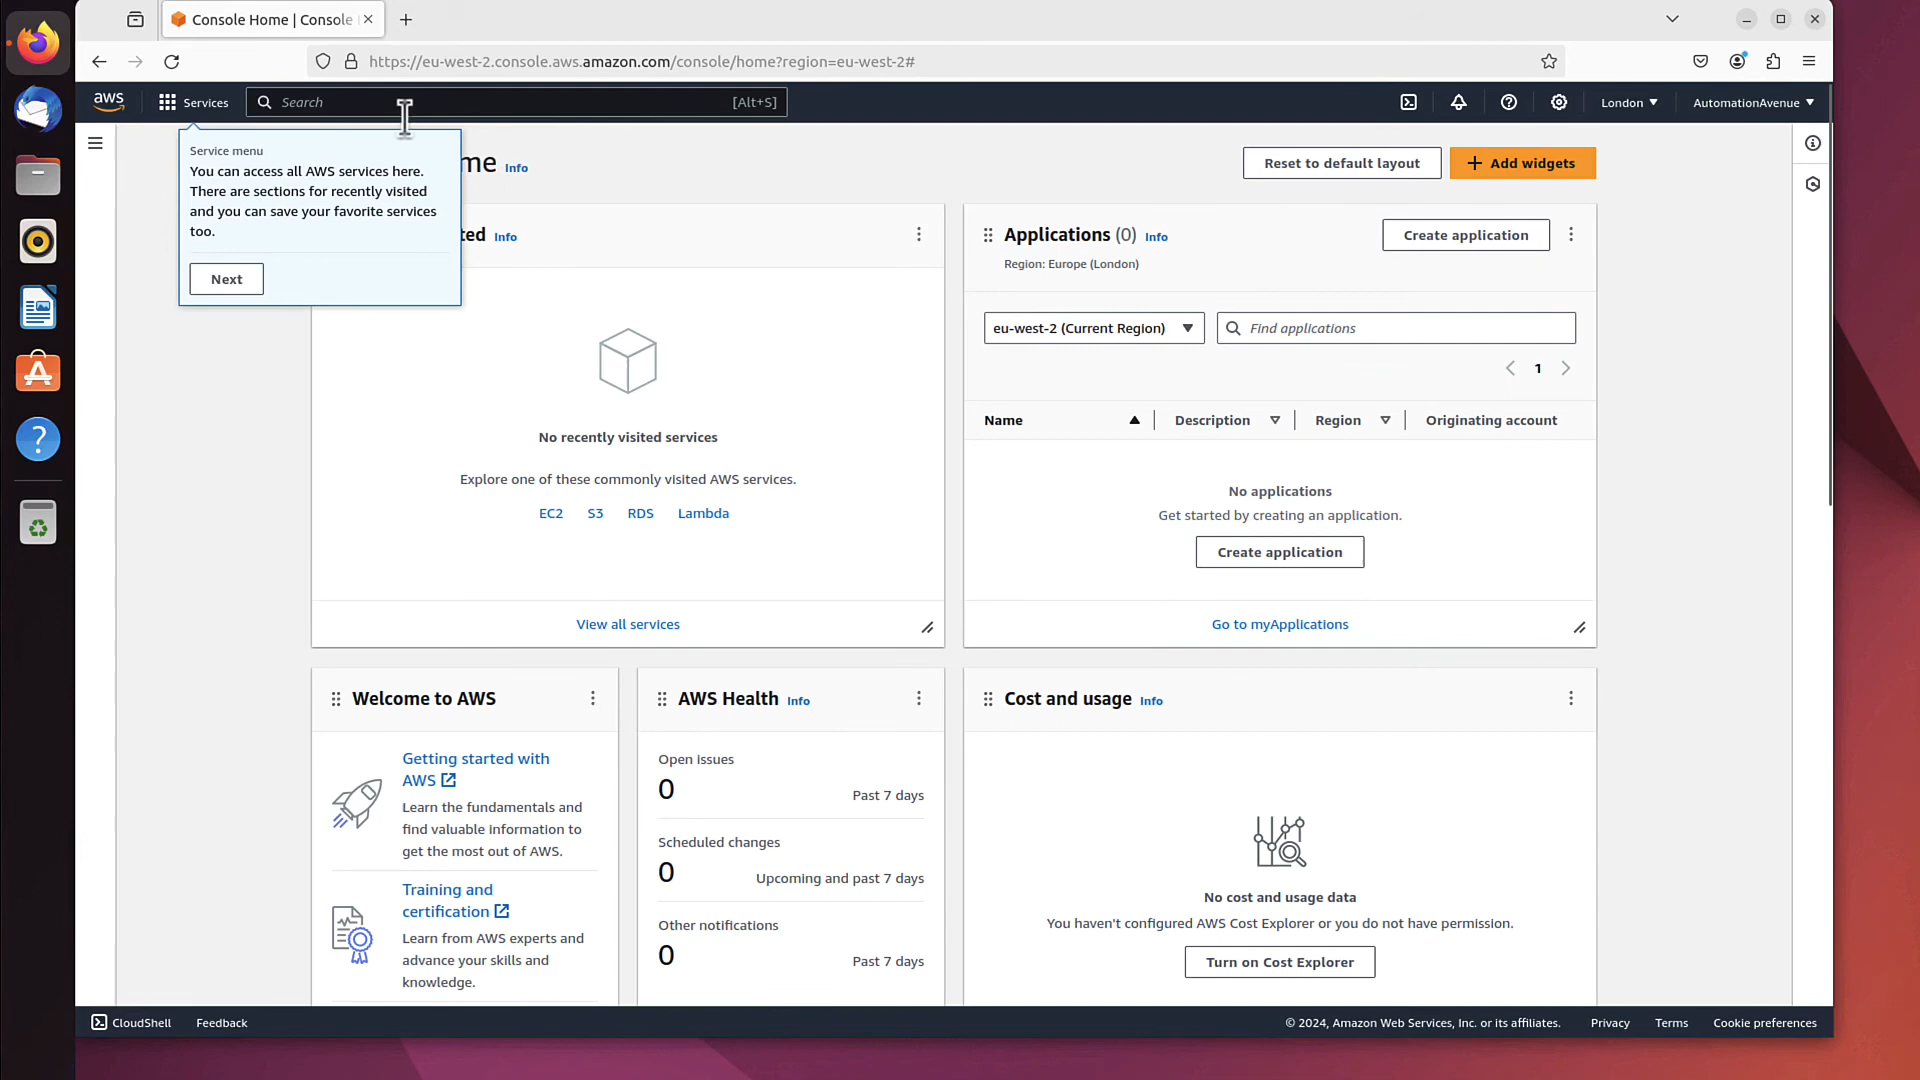 Console Home | Console
https://eu-west-2.console.aws.amazon.com/console/home?region=eu-west-2#
aws
Services
Search
[Alt+S]
London
AutomationAvenue
Service menu
You can access all AWS services here.
There are sections for recently visited
and you can save your favorite services
too.
Next
me Info
Reset to default layout
Add widgets
ted Info
No recently visited services
Explore one of these commonly visited AWS services.
EC2 S3 RDS Lambda
View all services
Applications (0) Info
Region: Europe (London)
Create application
eu-west-2 (Current Region)
Find applications
1
Name Description Region Originating account
No applications
Get started by creating an application.
Create application
Go to myApplications
Welcome to AWS
Getting started with
AWS
Learn the fundamentals and
find valuable information to
get the most out of AWS.
Training and
certification
Learn from AWS experts and
advance your skills and
knowledge.
AWS Health Info
Open issues
0 Past 7 days
Scheduled changes
0 Upcoming and past 7 days
Other notifications
0 Past 7 days
Cost and usage Info
No cost and usage data
You haven't configured AWS Cost Explorer or you do not have permission.
Turn on Cost Explorer
CloudShell Feedback
© 2024, Amazon Web Services, Inc. or its affiliates. Privacy Terms Cookie preferences